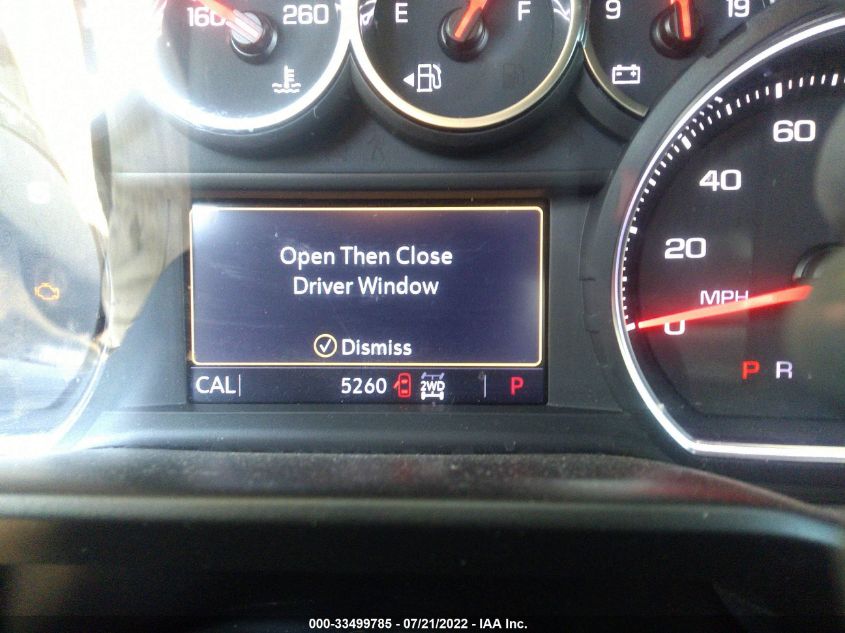 160 260 E F 9 19
60
40
20
MPH
0
Open Then Close
Driver Window
Dismiss
CAL 5260 2WD P
P R
000-33499785 - 07/21/2022 - IAA Inc.